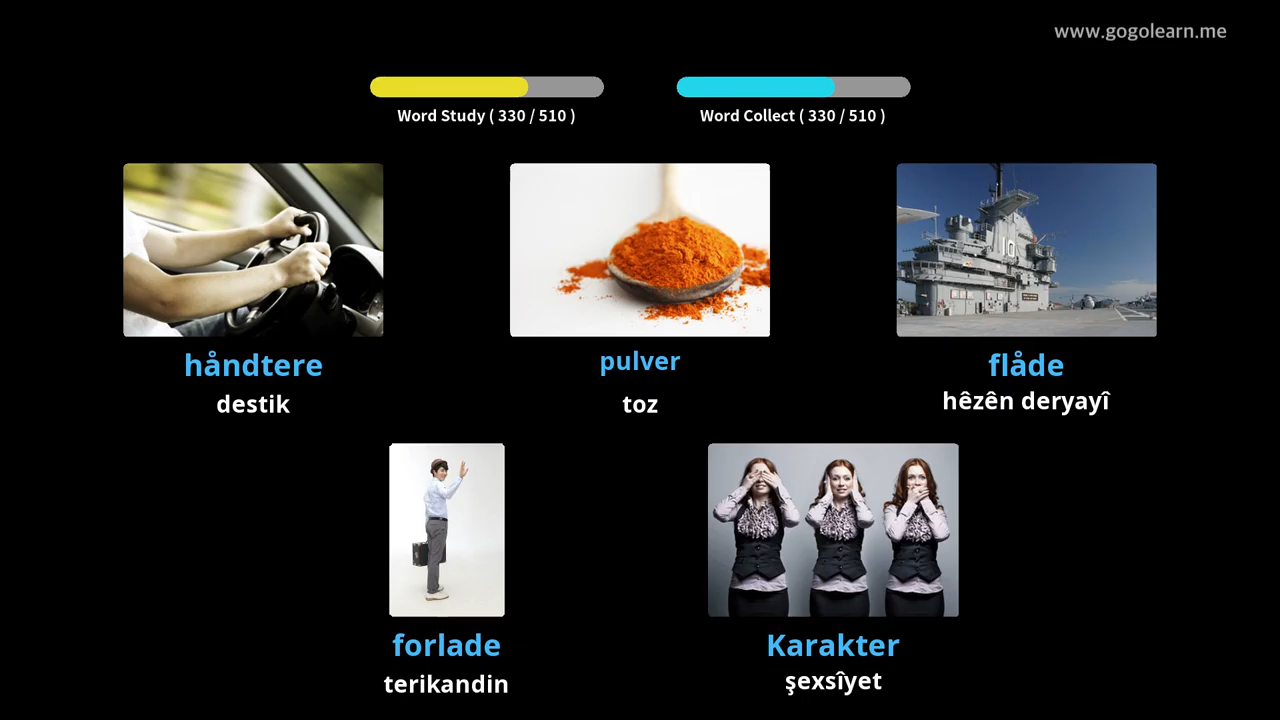 www.gogolearn.me
Word Study ( 330 / 510 )
Word Collect ( 330 / 510 )
10
håndtere
pulver
flåde
destik
toz
hêzên deryayî
forlade
Karakter
terikandin
şexsîyet